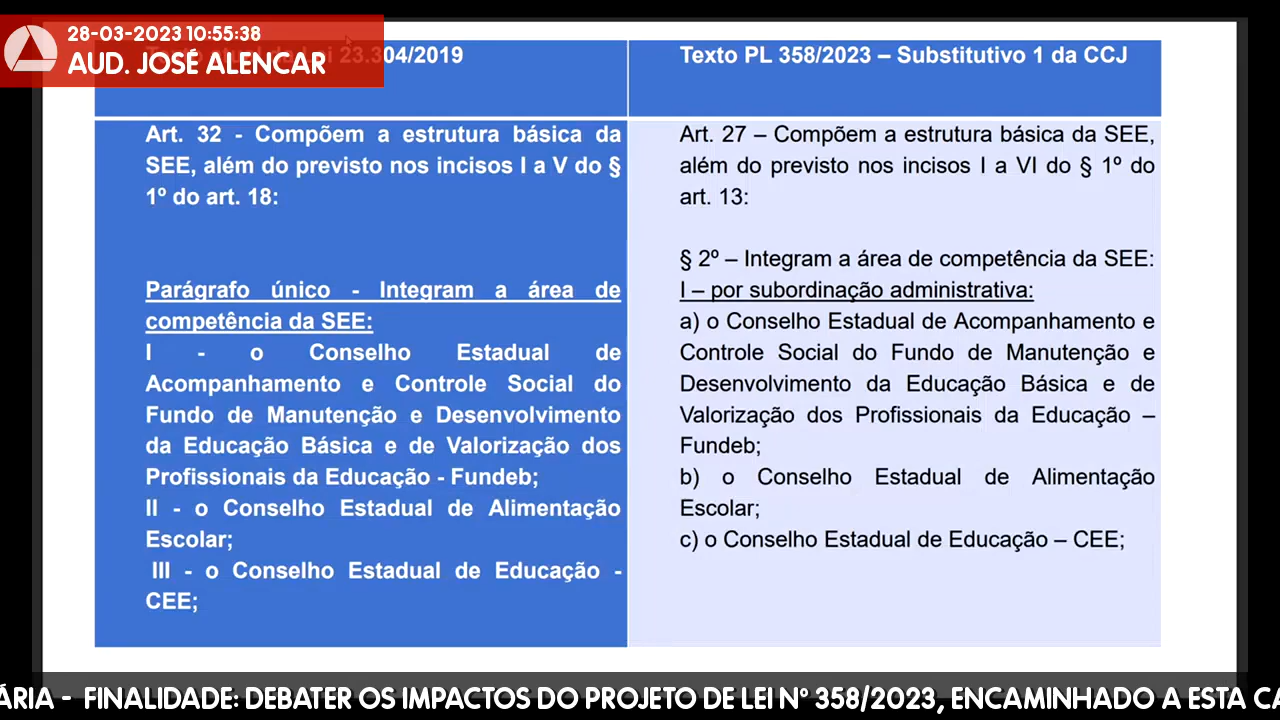 28-03-2023 10:55:38
AUD. JOSÉ ALENCAR
Texto atual da Lei 23.304/2019
Texto PL 358/2023 – Substitutivo 1 da CCJ
Art. 32 - Compõem a estrutura básica da
SEE, além do previsto nos incisos I a V do §
1º do art. 18:
Parágrafo único - Integram a área de
competência da SEE:
I - o Conselho Estadual de
Acompanhamento e Controle Social do
Fundo de Manutenção e Desenvolvimento
da Educação Básica e de Valorização dos
Profissionais da Educação - Fundeb;
II - o Conselho Estadual de Alimentação
Escolar;
III - o Conselho Estadual de Educação -
CEE;
Art. 27 – Compõem a estrutura básica da SEE,
além do previsto nos incisos I a VI do § 1º do
art. 13:
§ 2º – Integram a área de competência da SEE:
I – por subordinação administrativa:
a) o Conselho Estadual de Acompanhamento e
Controle Social do Fundo de Manutenção e
Desenvolvimento da Educação Básica e de
Valorização dos Profissionais da Educação –
Fundeb;
b) o Conselho Estadual de Alimentação
Escolar;
c) o Conselho Estadual de Educação – CEE;
ÁRIA - FINALIDADE: DEBATER OS IMPACTOS DO PROJETO DE LEI Nº 358/2023, ENCAMINHADO A ESTA CA